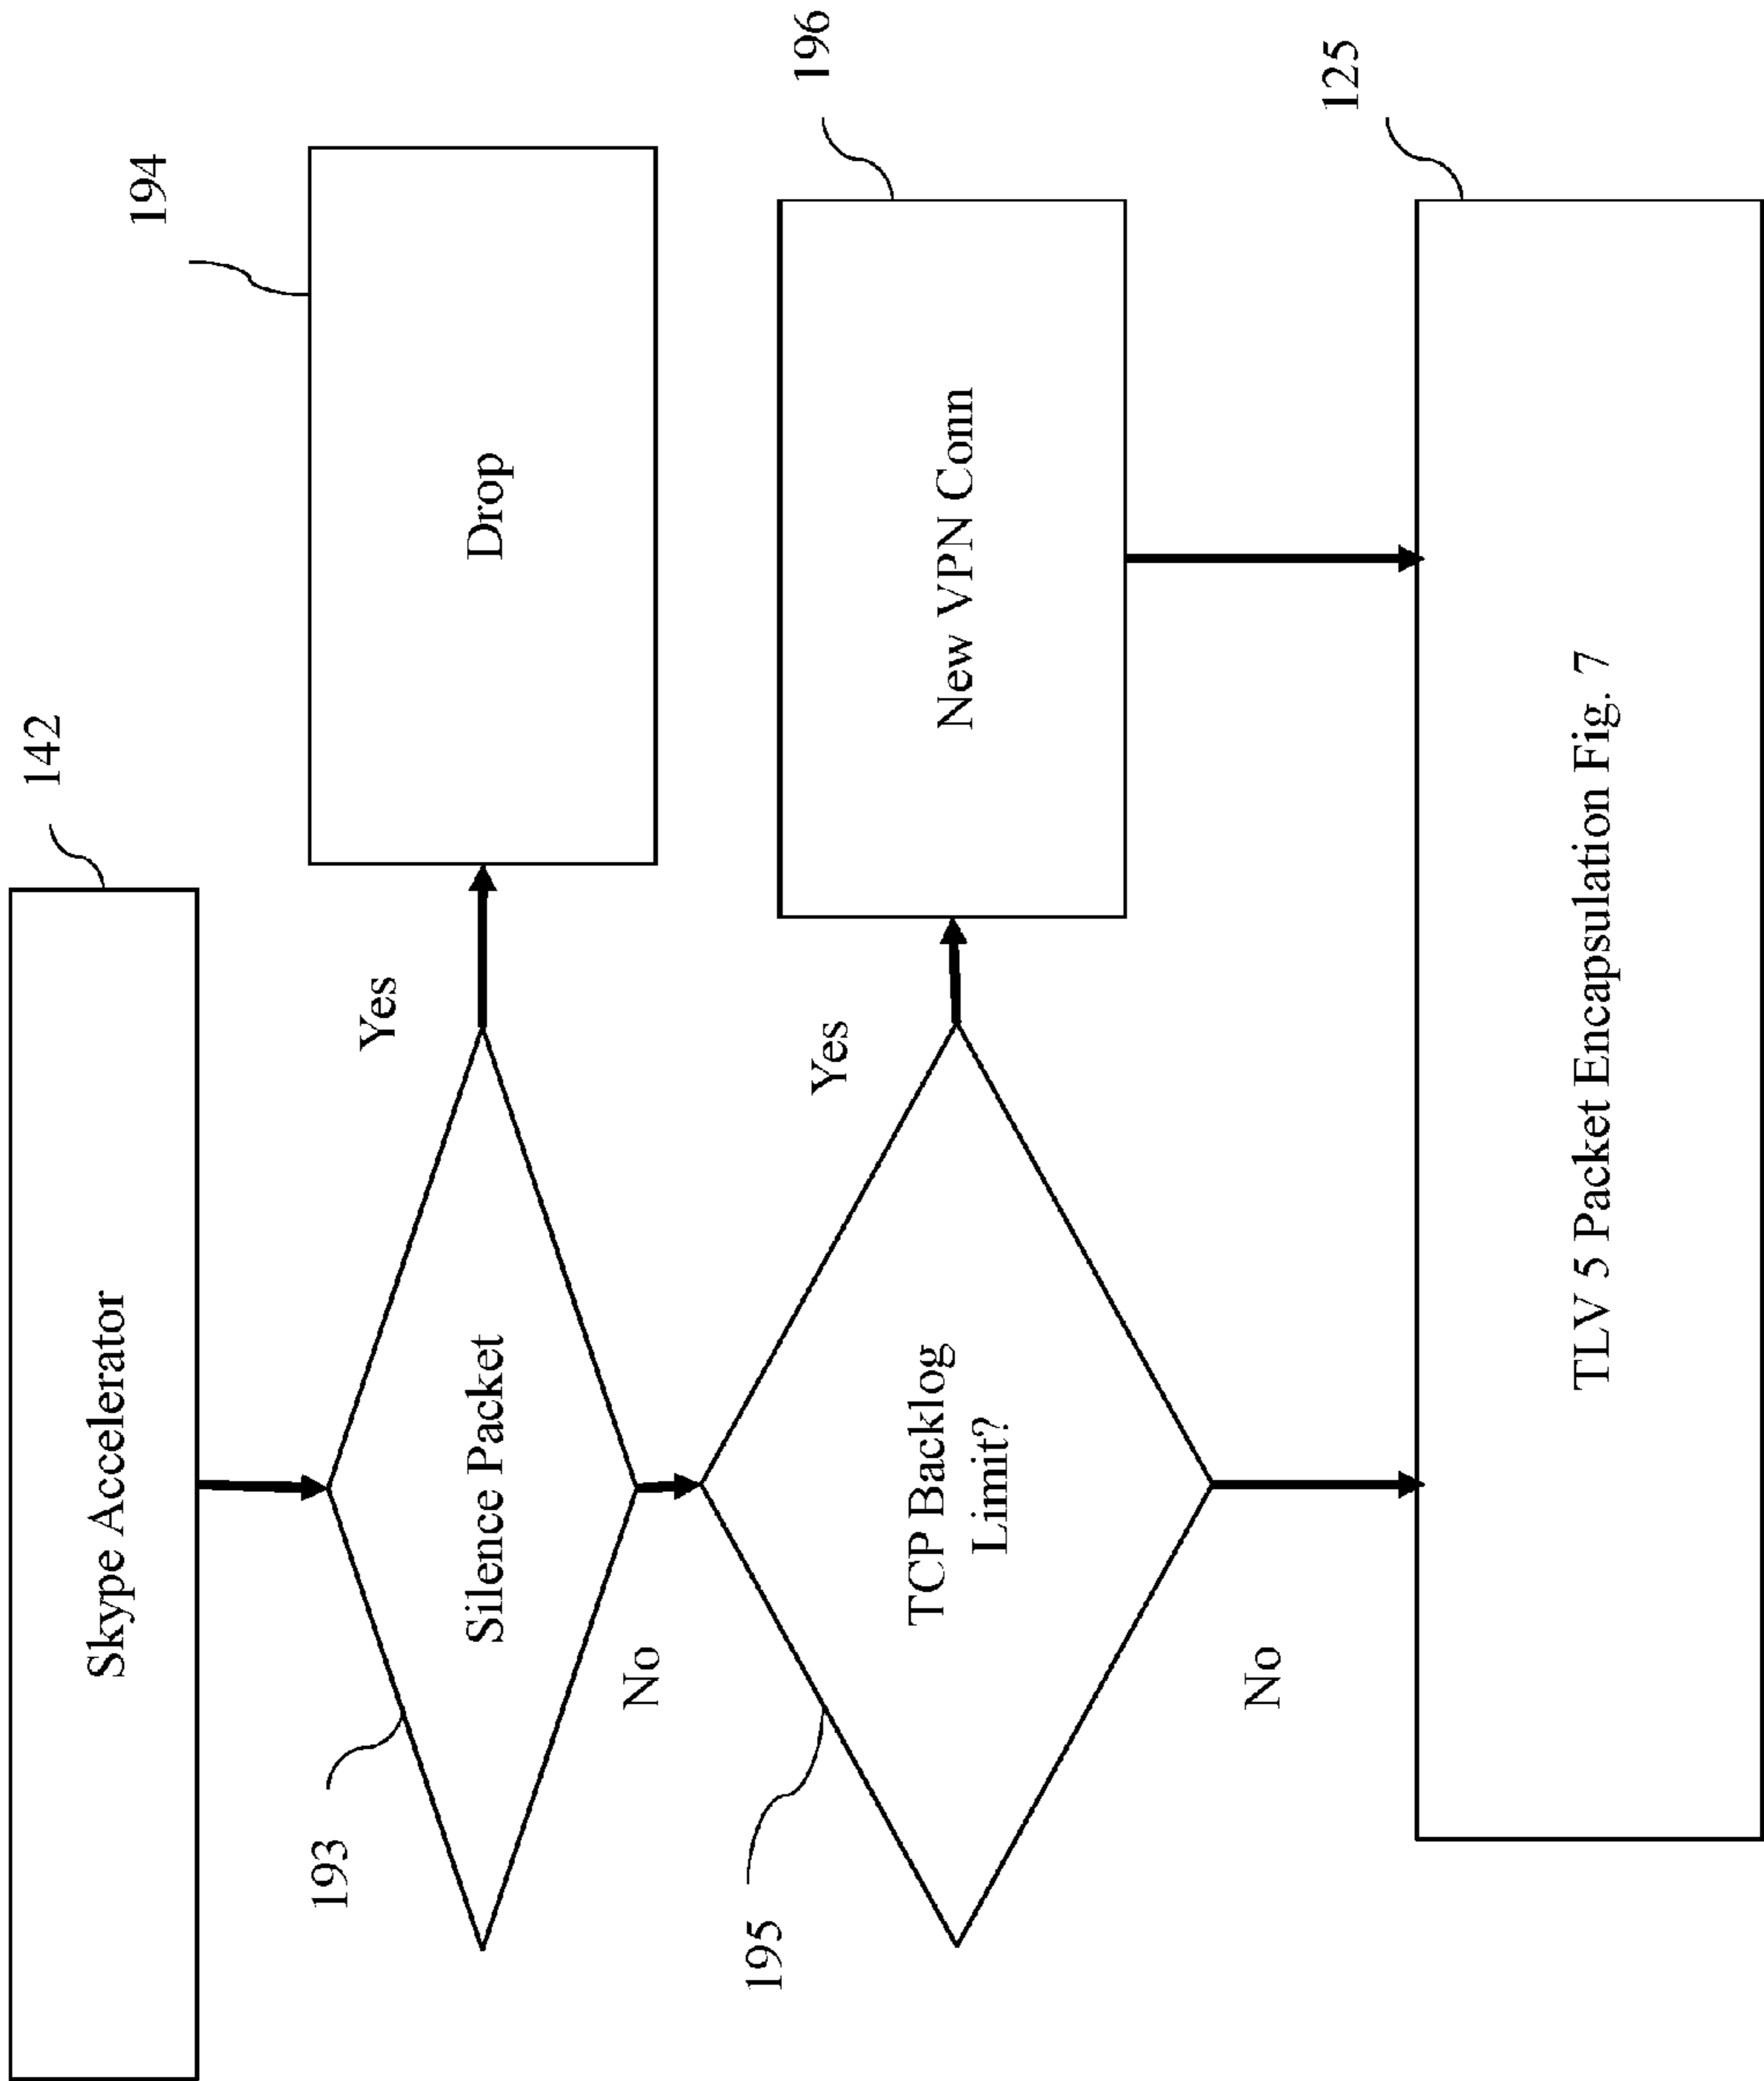 142
Skype Accelerator
193
Silence Packet
Yes
194
Drop
No
195
TCP Backlog
Limit?
Yes
196
New VPN Conn
No
125
TLV 5 Packet Encapsulation Fig. 7